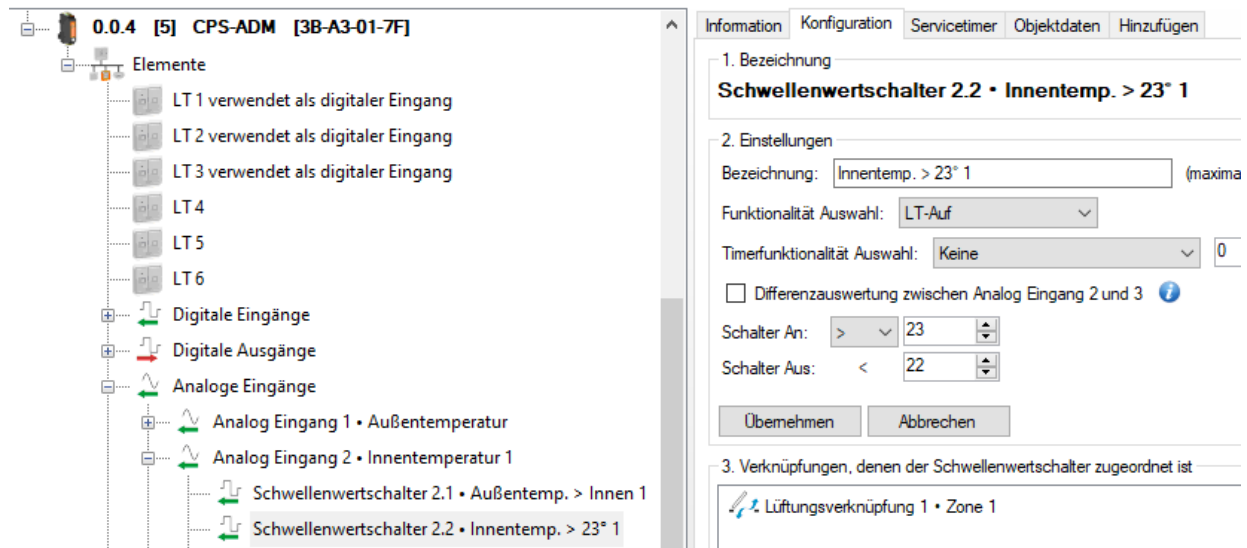 0.0.4 [5] CPS-ADM [3B-A3-01-7F]
Elemente
LT 1 verwendet als digitaler Eingang
LT 2 verwendet als digitaler Eingang
LT 3 verwendet als digitaler Eingang
LT 4
LT 5
LT 6
Digitale Eingänge
Digitale Ausgänge
Analoge Eingänge
Analog Eingang 1 • Außentemperatur
Analog Eingang 2 • Innentemperatur 1
Schwellenwertschalter 2.1 • Außentemp. > Innen 1
Schwellenwertschalter 2.2 • Innentemp. > 23° 1
Information Konfiguration Servicetimer Objektdaten Hinzufügen
1. Bezeichnung
Schwellenwertschalter 2.2 • Innentemp. > 23° 1
2. Einstellungen
Bezeichnung: Innentemp. > 23° 1 (maxima
Funktionalität Auswahl: LT-Auf
Timerfunktionalität Auswahl: Keine 0
Differenzauswertung zwischen Analog Eingang 2 und 3
Schalter An: > 23
Schalter Aus: < 22
Übernehmen Abbrechen
3. Verknüpfungen, denen der Schwellenwertschalter zugeordnet ist
Lüftungsverknüpfung 1 • Zone 1